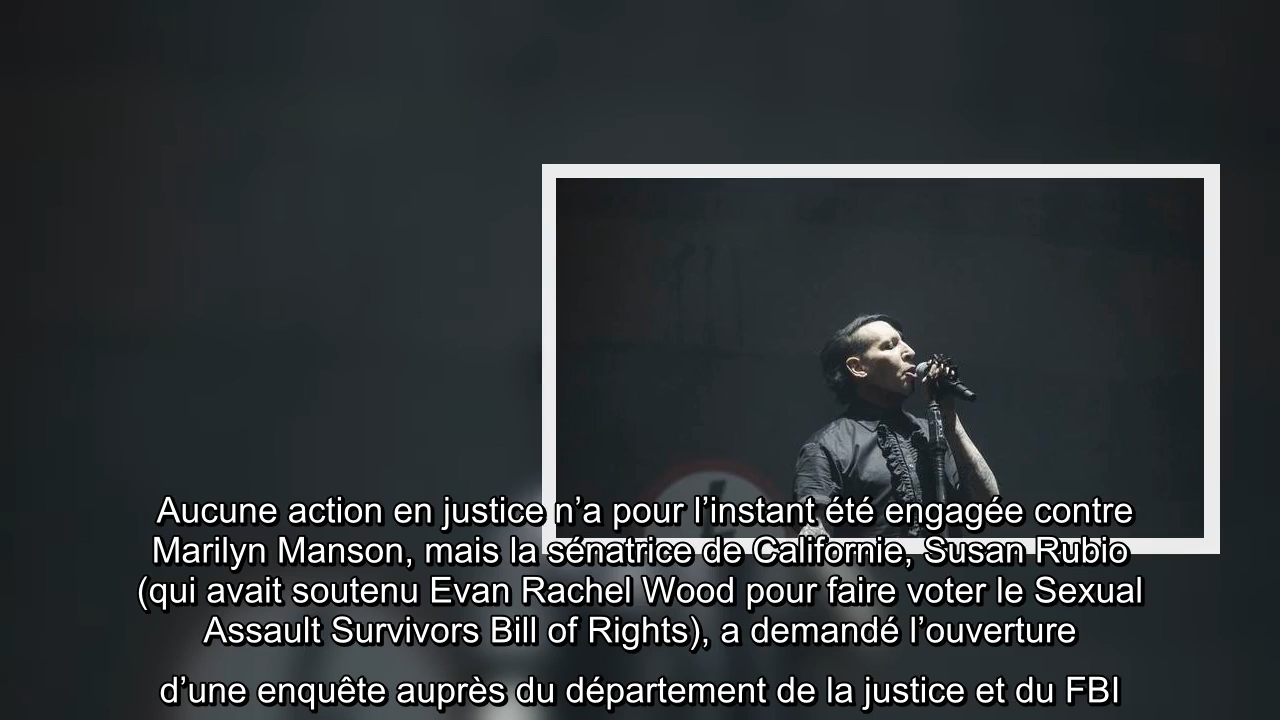 Aucune action en justice n’a pour l’instant été engagée contre
Marilyn Manson, mais la sénatrice de Californie, Susan Rubio
(qui avait soutenu Evan Rachel Wood pour faire voter le Sexual
Assault Survivors Bill of Rights), a demandé l’ouverture
d’une enquête auprès du département de la justice et du FBI